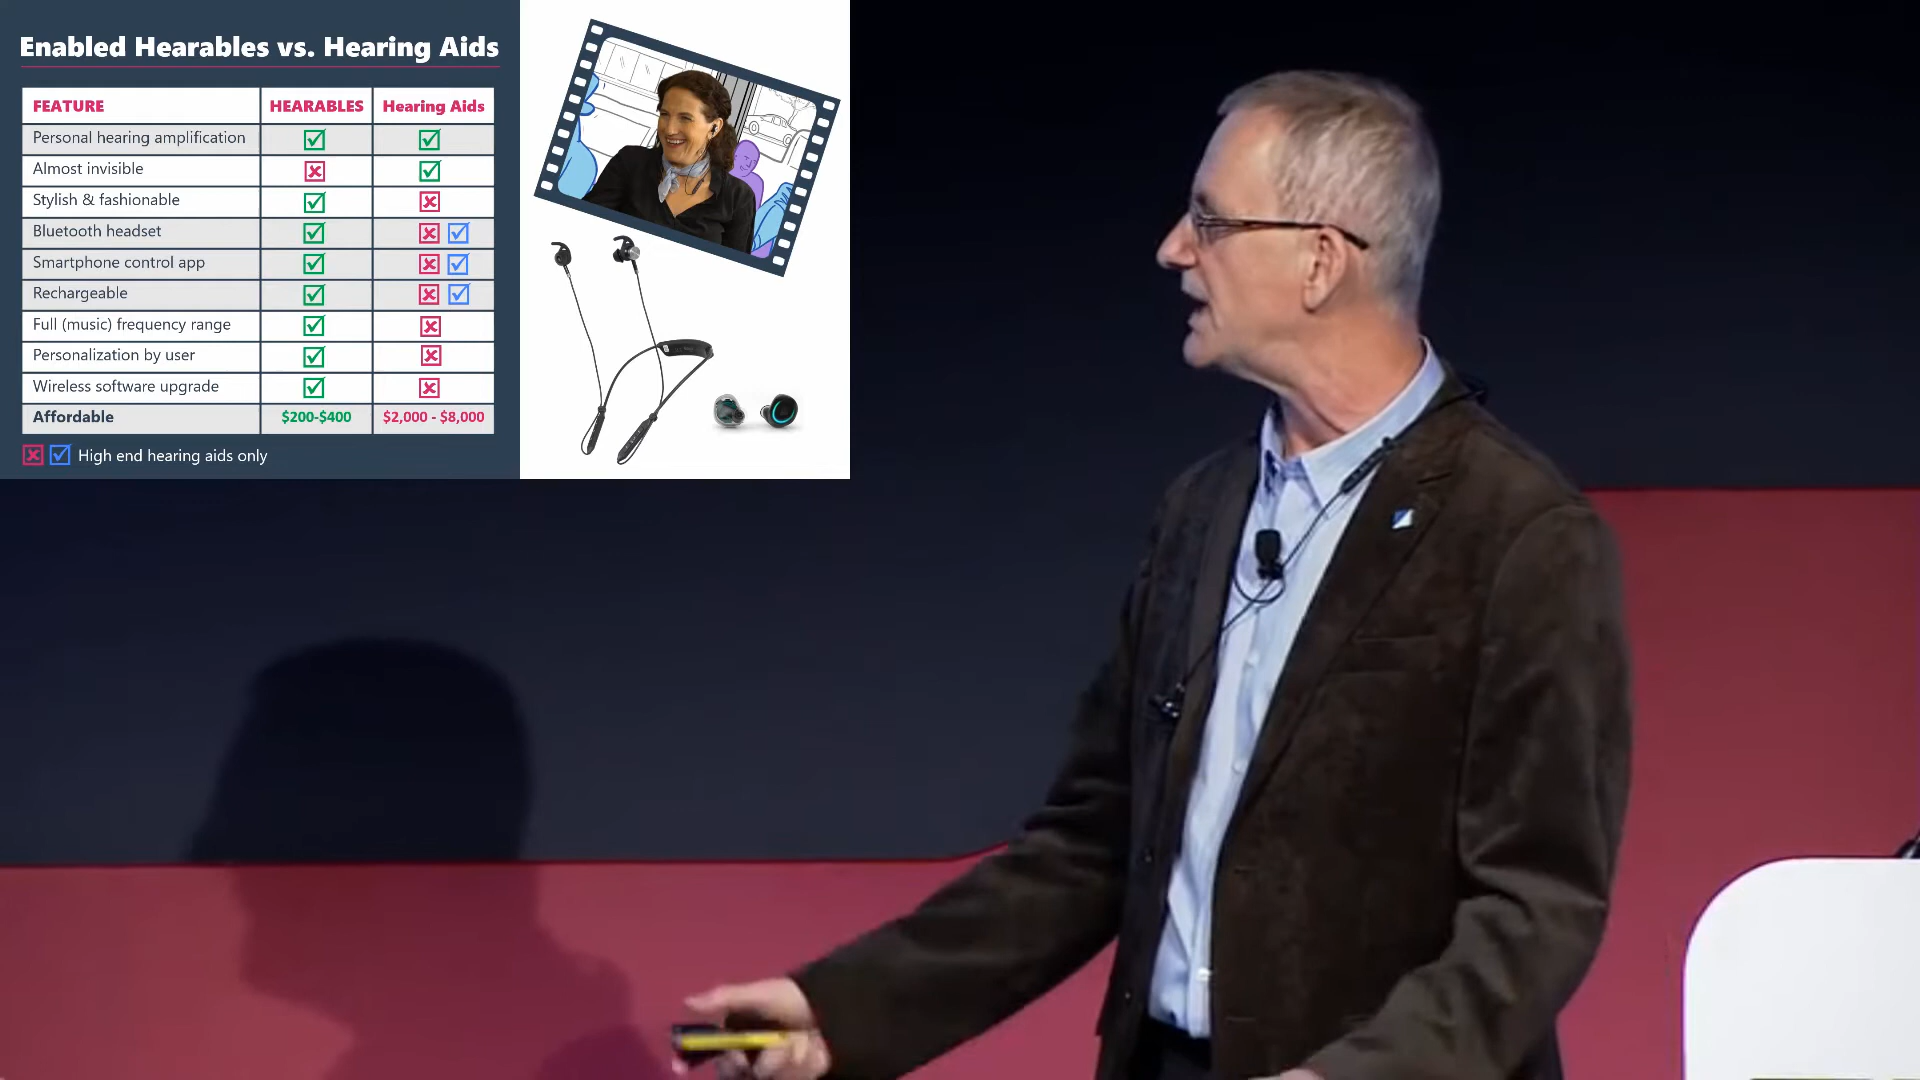 Enabled Hearables vs. Hearing Aids
FEATURE HEARABLES Hearing Aids
Personal hearing amplification
Almost invisible
Stylish & fashionable
Bluetooth headset
Smartphone control app
Rechargeable
Full (music) frequency range
Personalization by user
Wireless software upgrade
Affordable $200-$400 $2,000 - $8,000
High end hearing aids only